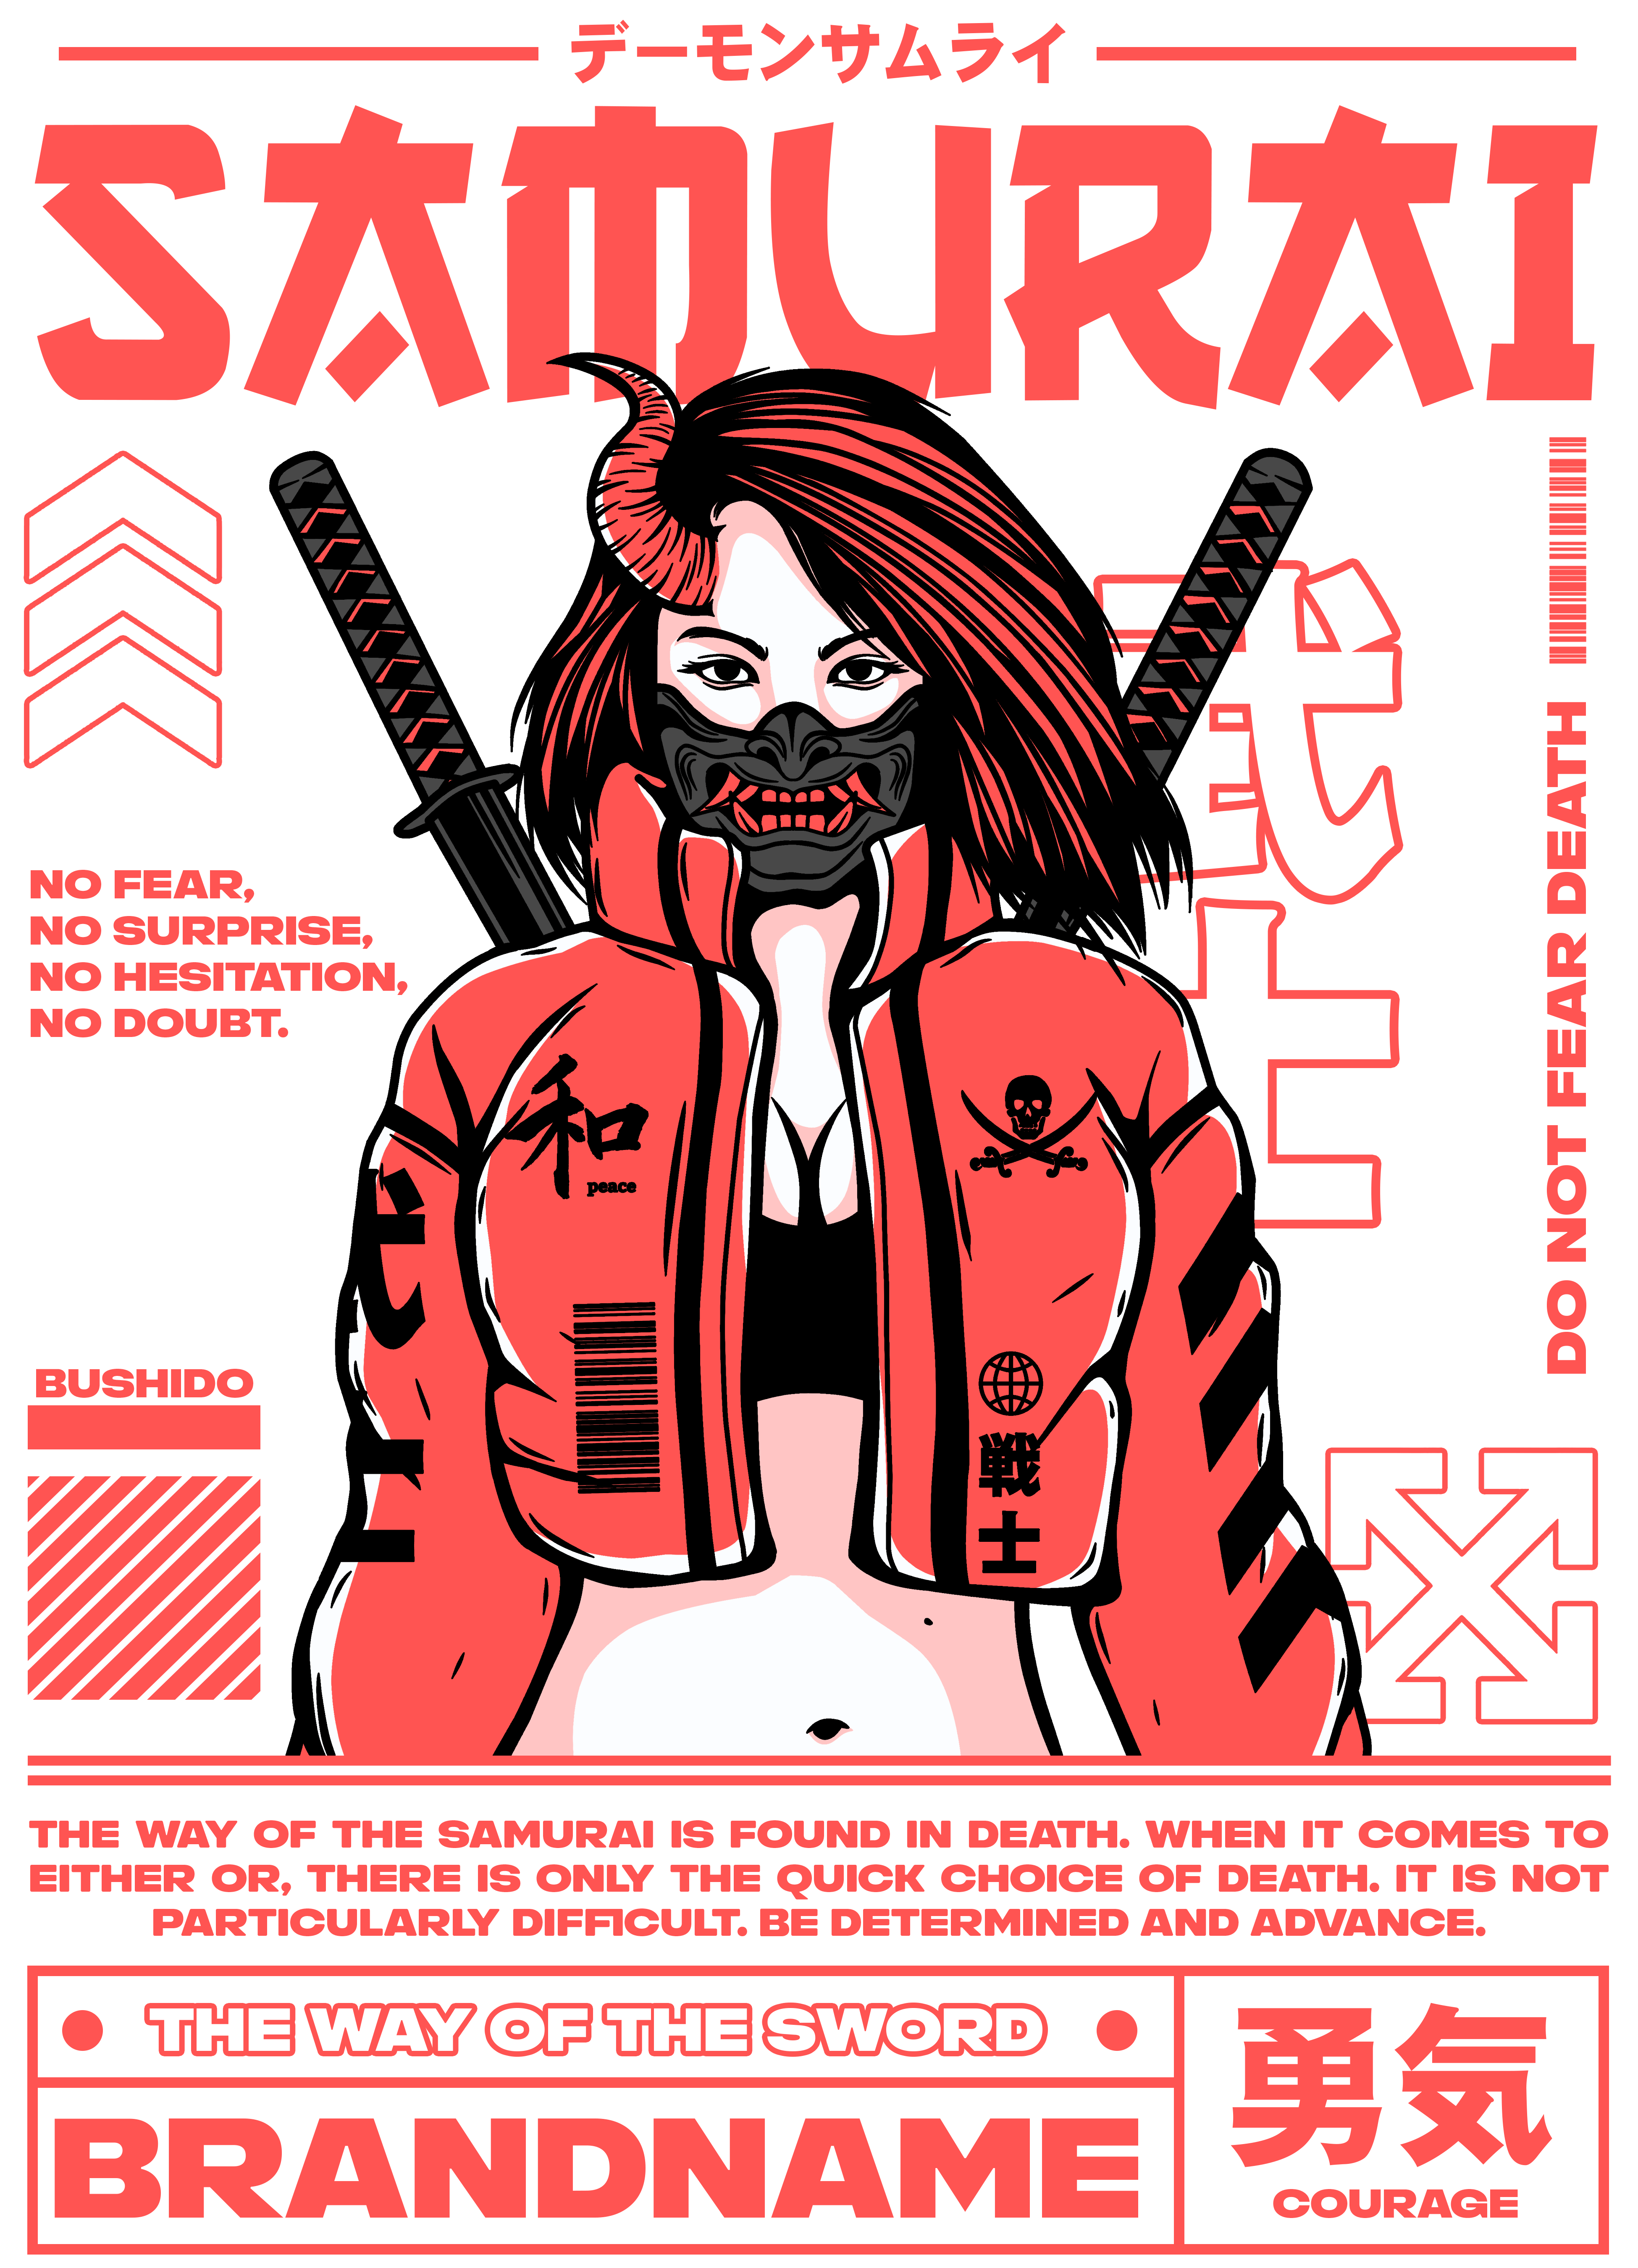 デーモンサムライ
SAMURAI
NO FEAR,
NO SURPRISE,
NO HESITATION,
NO DOUBT.
武士
DO NOT FEAR DEATH
和
peace
武士
戦士
BUSHIDO
THE WAY OF THE SAMURAI IS FOUND IN DEATH. WHEN IT COMES TO
EITHER OR, THERE IS ONLY THE QUICK CHOICE OF DEATH. IT IS NOT
PARTICULARLY DIFFICULT. BE DETERMINED AND ADVANCE.
THE WAY OF THE SWORD
BRANDNAME
勇気
COURAGE